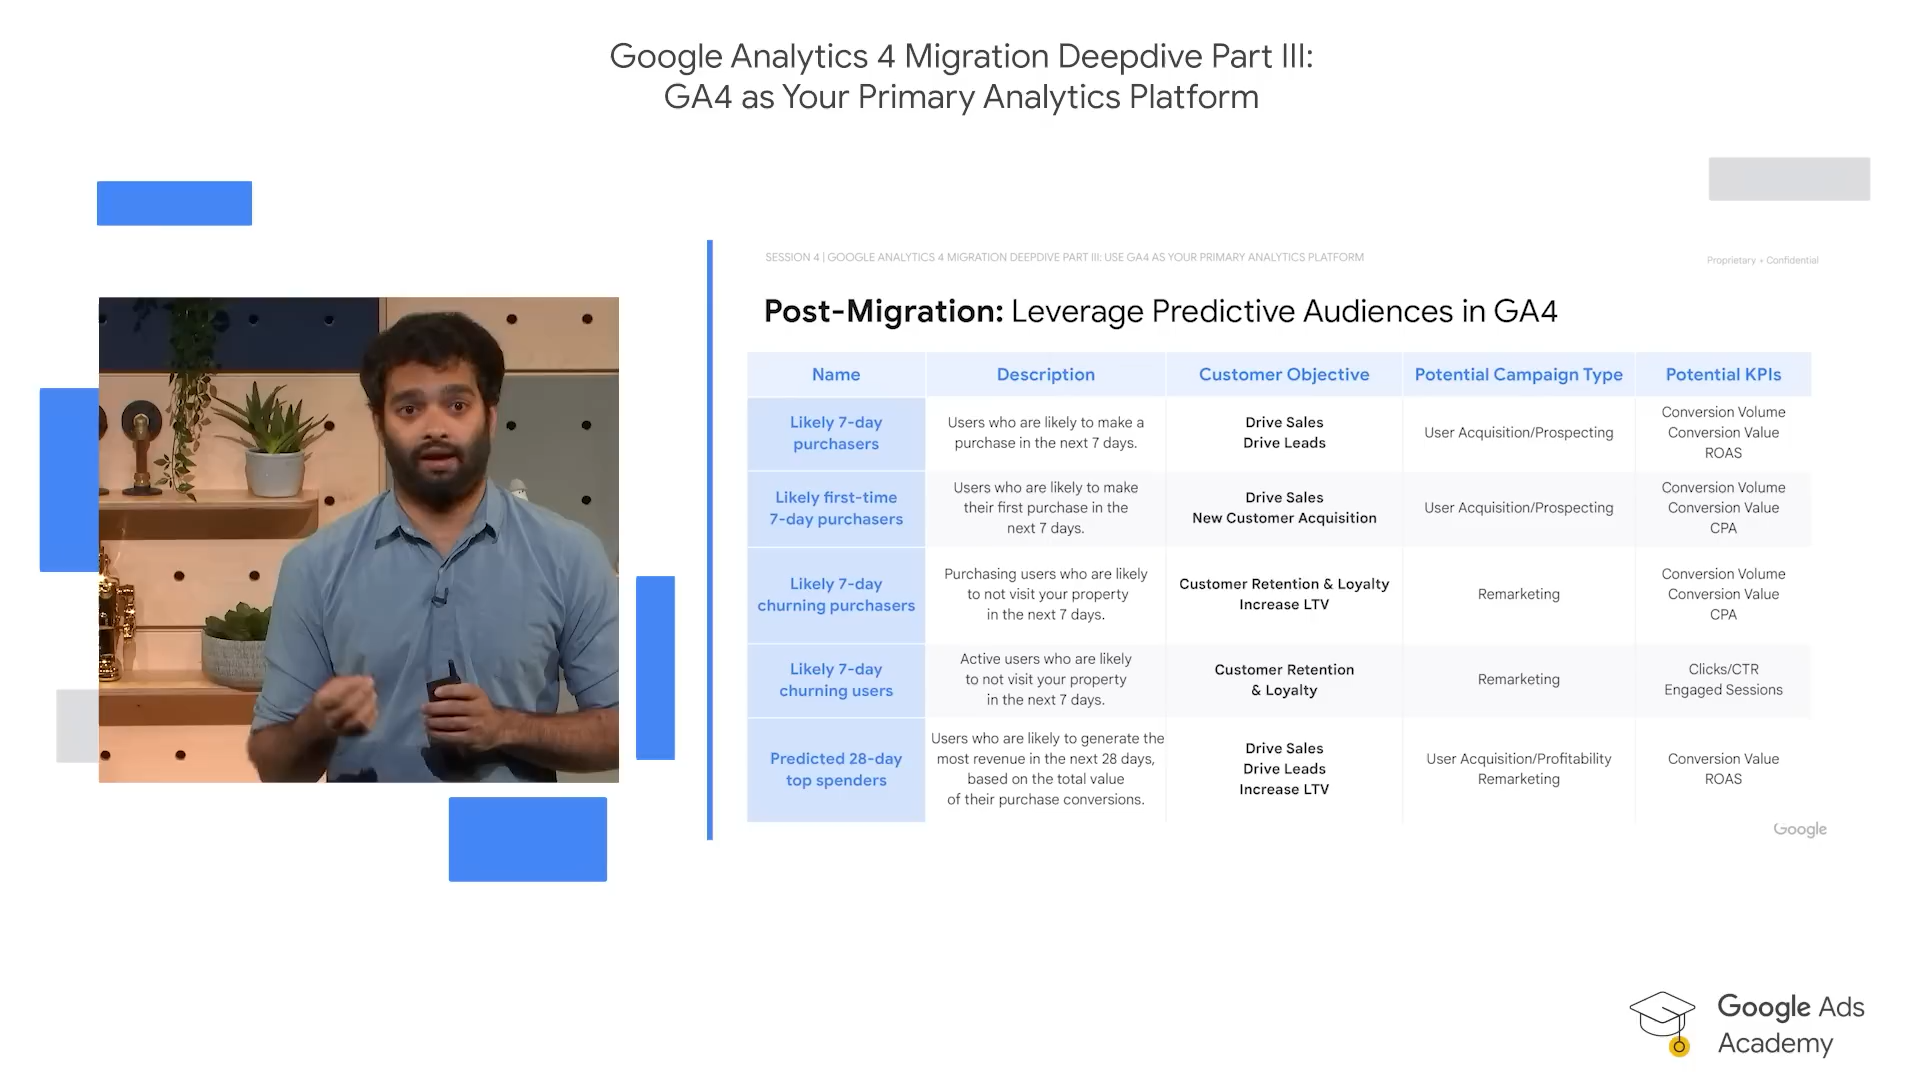 Google Analytics 4 Migration Deepdive Part III:
GA4 as Your Primary Analytics Platform
SESSION 4 | GOOGLE ANALYTICS 4 MIGRATION DEEPDIVE PART III: USE GA4 AS YOUR PRIMARY ANALYTICS PLATFORM
Proprietary + Confidential
Post-Migration: Leverage Predictive Audiences in GA4
Name
Description
Customer Objective
Potential Campaign Type
Potential KPIs
Likely 7-day
purchasers
Users who are likely to make a
purchase in the next 7 days.
Drive Sales
Drive Leads
User Acquisition/Prospecting
Conversion Volume
Conversion Value
ROAS
Likely first-time
7-day purchasers
Users who are likely to make
their first purchase in the
next 7 days.
Drive Sales
New Customer Acquisition
User Acquisition/Prospecting
Conversion Volume
Conversion Value
CPA
Likely 7-day
churning purchasers
Purchasing users who are likely
to not visit your property
in the next 7 days.
Customer Retention & Loyalty
Increase LTV
Remarketing
Conversion Volume
Conversion Value
CPA
Likely 7-day
churning users
Active users who are likely
to not visit your property
in the next 7 days.
Customer Retention
& Loyalty
Remarketing
Clicks/CTR
Engaged Sessions
Predicted 28-day
top spenders
Users who are likely to generate the
most revenue in the next 28 days,
based on the total value
of their purchase conversions.
Drive Sales
Drive Leads
Increase LTV
User Acquisition/Profitability
Remarketing
Conversion Value
ROAS
Google
Google Ads
Academy